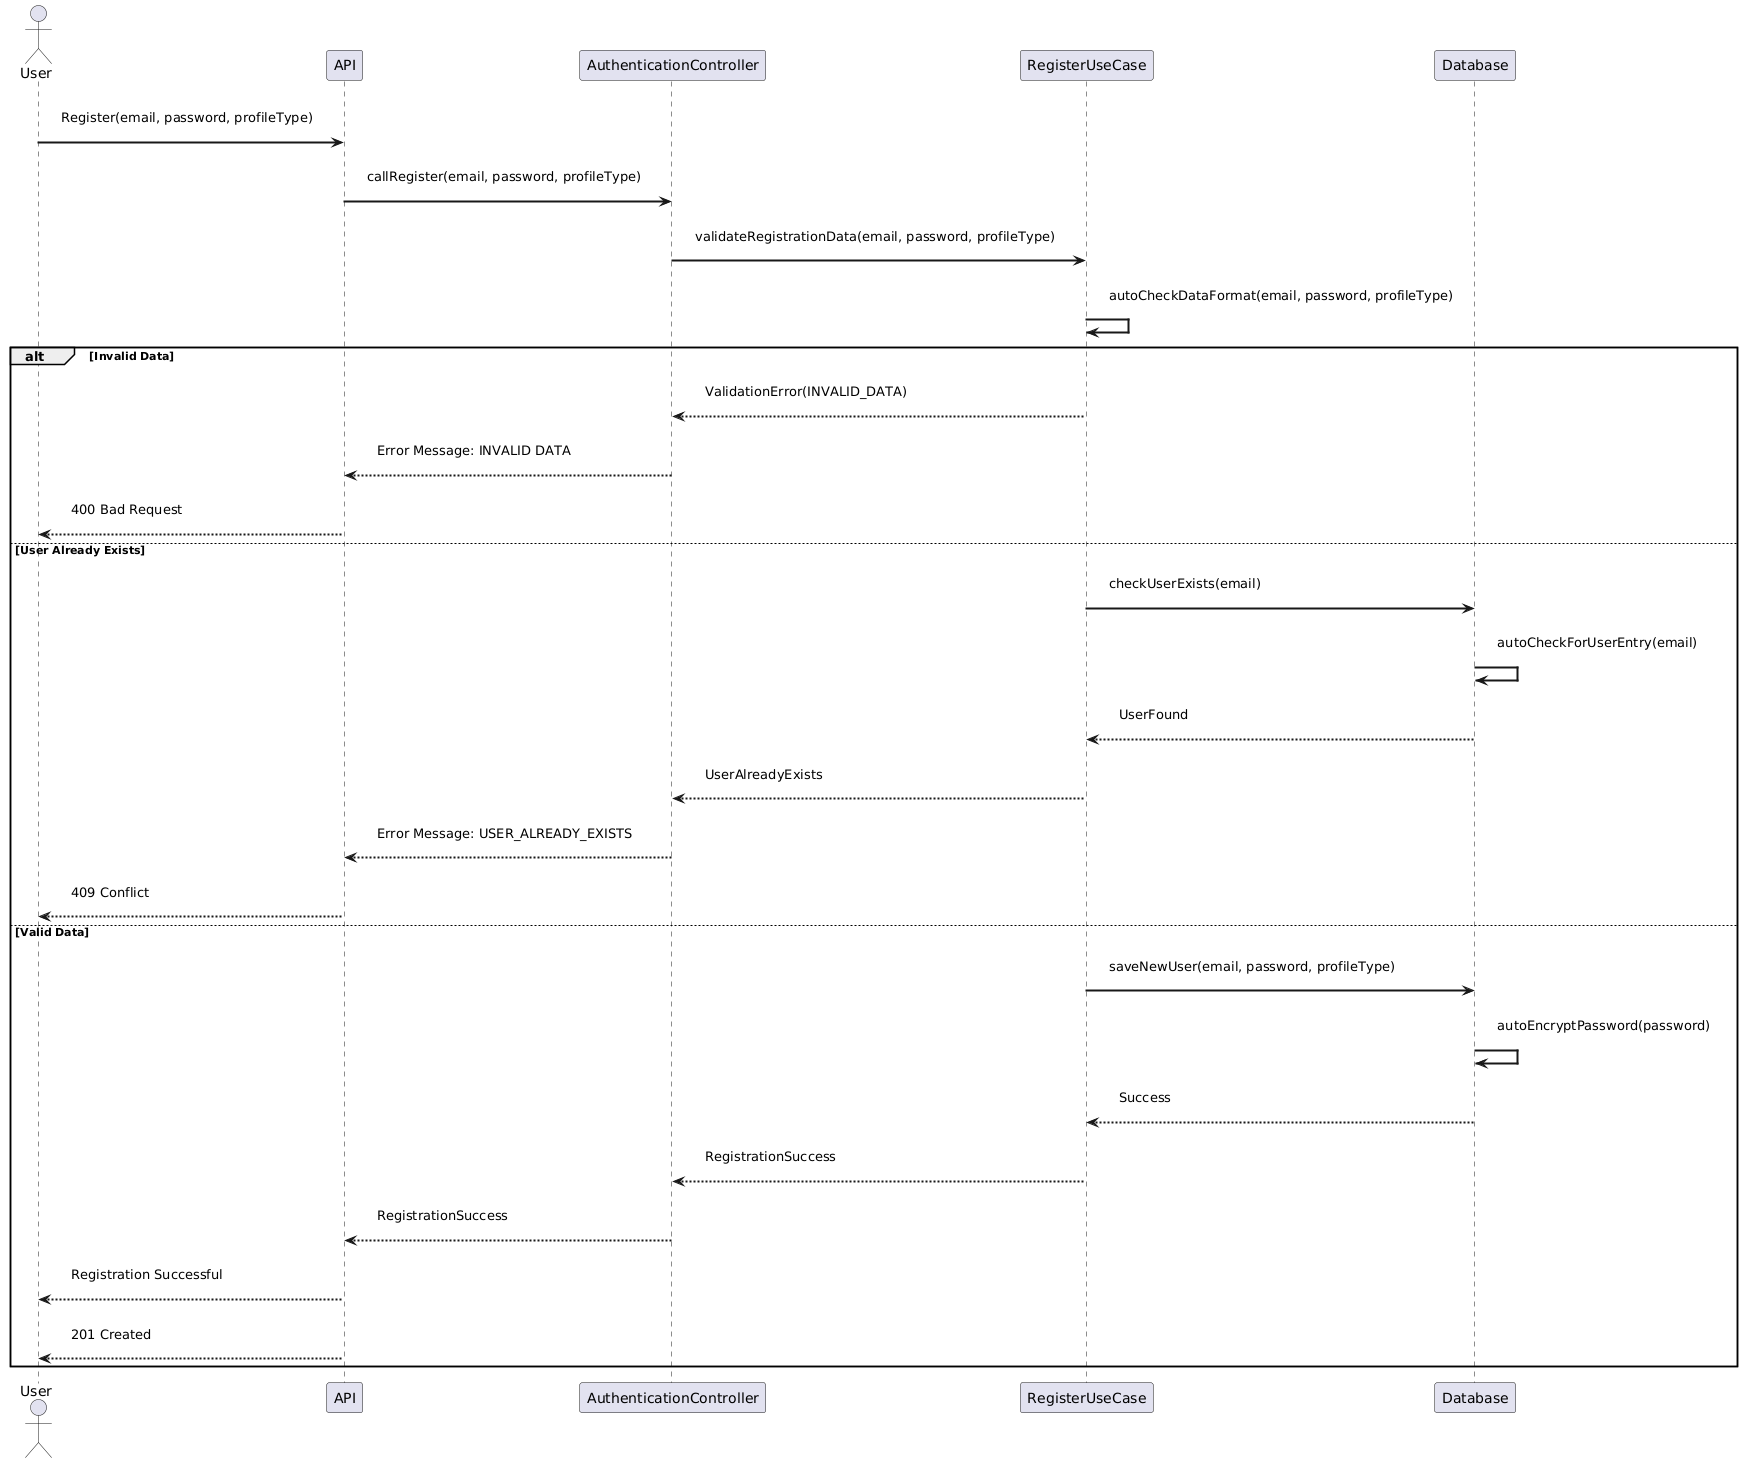 User
API
AuthenticationController
RegisterUseCase
Database
Register(email, password, profileType)
callRegister(email, password, profileType)
validateRegistrationData(email, password, profileType)
autoCheckDataFormat(email, password, profileType)
alt
[Invalid Data]
ValidationError(INVALID_DATA)
Error Message: INVALID DATA
400 Bad Request
[User Already Exists]
checkUserExists(email)
autoCheckForUserEntry(email)
UserFound
UserAlreadyExists
Error Message: USER_ALREADY_EXISTS
409 Conflict
[Valid Data]
saveNewUser(email, password, profileType)
autoEncryptPassword(password)
Success
RegistrationSuccess
RegistrationSuccess
Registration Successful
201 Created
User
API
AuthenticationController
RegisterUseCase
Database